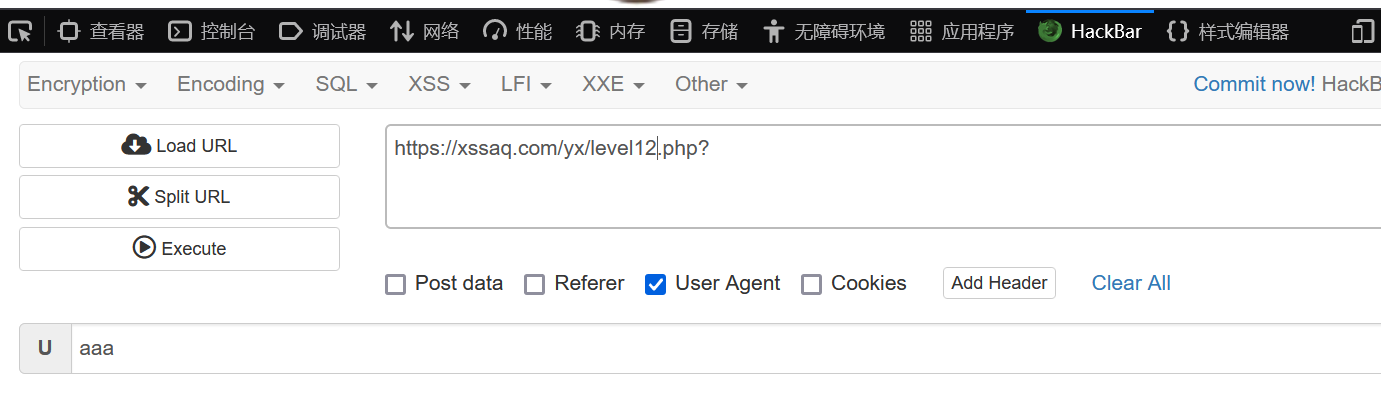 查看器 控制台 调试器 网络 性能 内存 存储 无障碍环境 应用程序 HackBar 样式编辑器
Encryption Encoding SQL XSS LFI XXE Other Commit now! HackB
Load URL https://xssaq.com/yx/level12.php?
Split URL
Execute
Post data Referer User Agent Cookies Add Header Clear All
U aaa